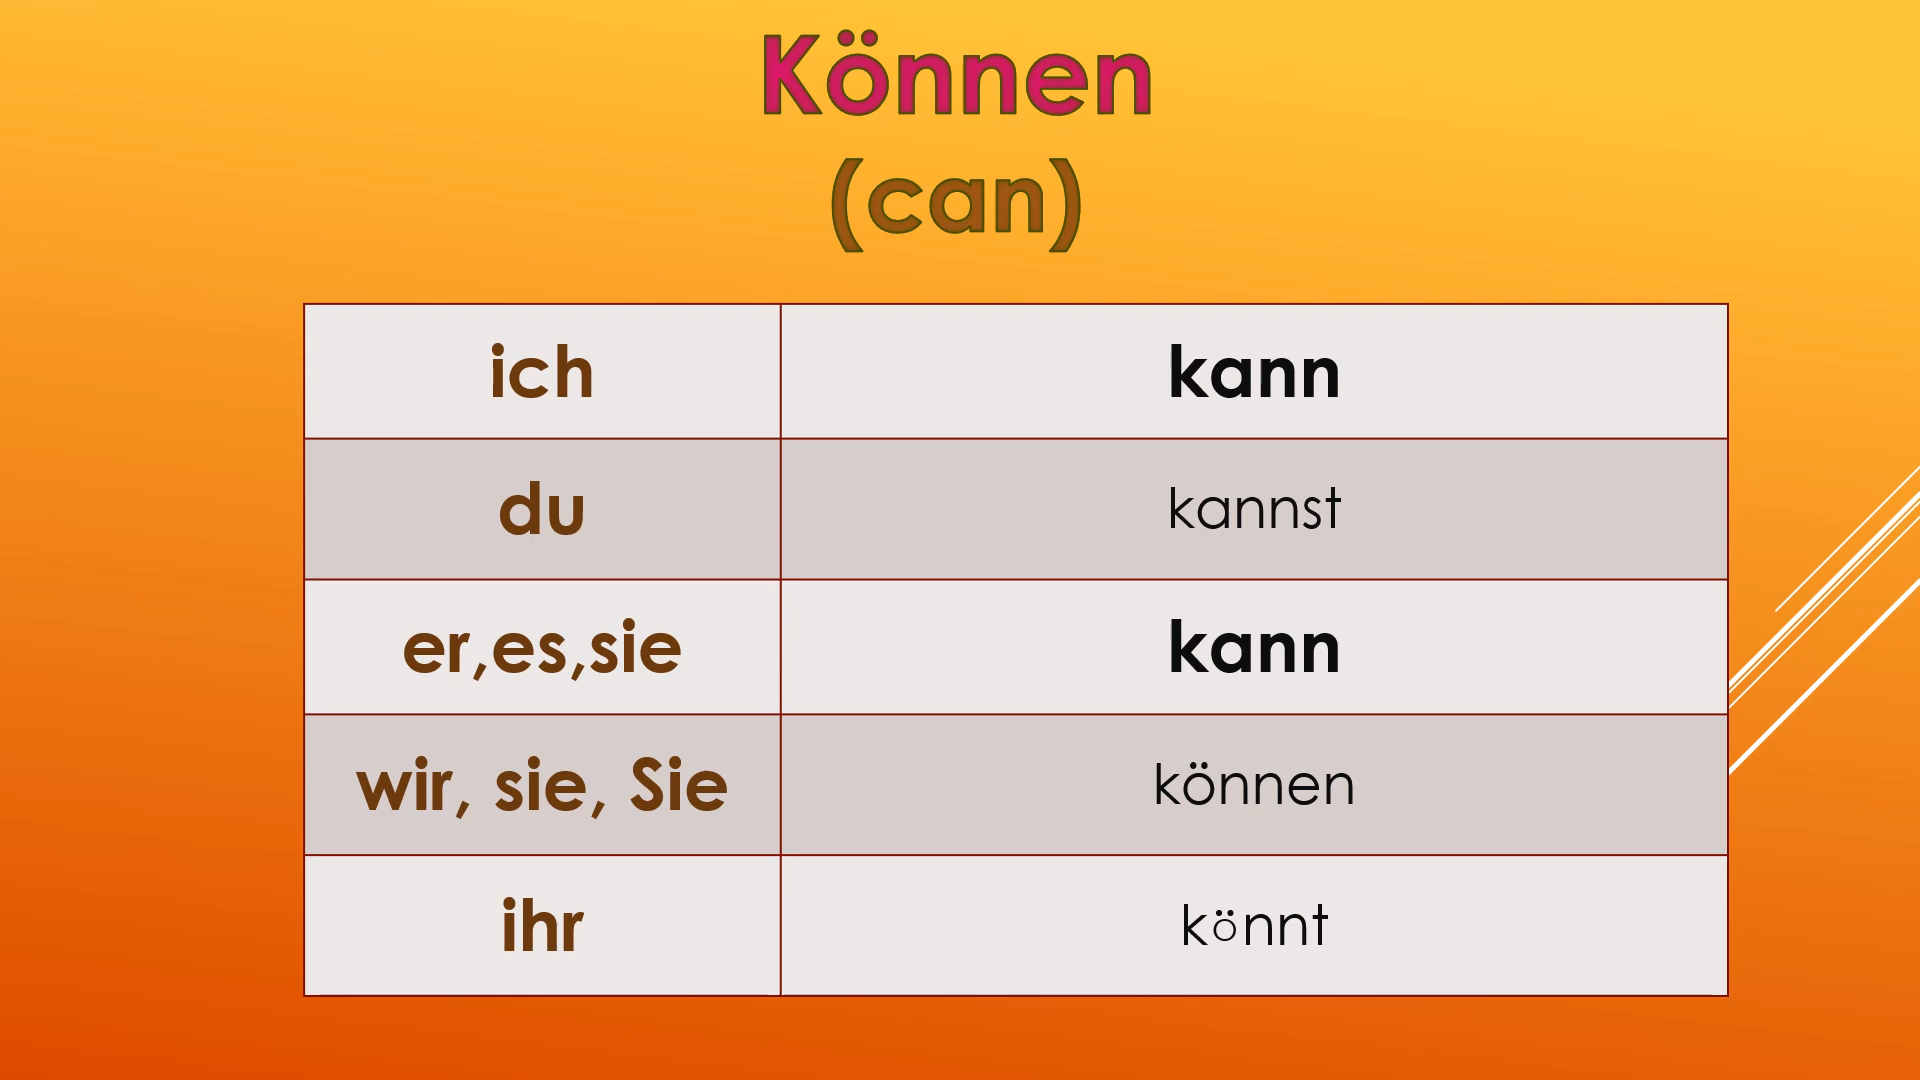 Können
(can)
ich kann
du kannst
er,es,sie kann
wir, sie, Sie können
ihr könnt